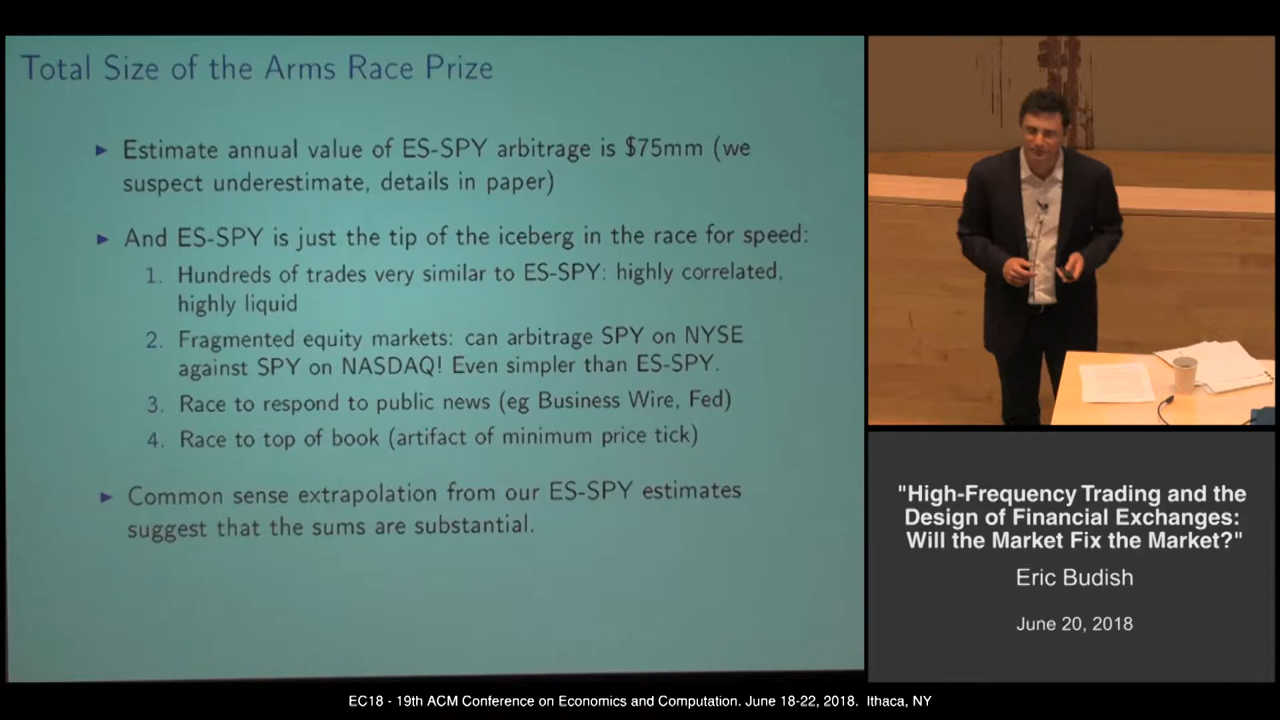 Total Size of the Arms Race Prize
► Estimate annual value of ES-SPY arbitrage is $75mm (we
suspect underestimate, details in paper)
► And ES-SPY is just the tip of the iceberg in the race for speed:
1. Hundreds of trades very similar to ES-SPY: highly correlated,
highly liquid
2. Fragmented equity markets: can arbitrage SPY on NYSE
against SPY on NASDAQ! Even simpler than ES-SPY.
3. Race to respond to public news (eg Business Wire, Fed)
4. Race to top of book (artifact of minimum price tick)
► Common sense extrapolation from our ES-SPY estimates
suggest that the sums are substantial.
"High-Frequency Trading and the
Design of Financial Exchanges:
Will the Market Fix the Market?"
Eric Budish
June 20, 2018
EC18 - 19th ACM Conference on Economics and Computation. June 18-22, 2018. Ithaca, NY